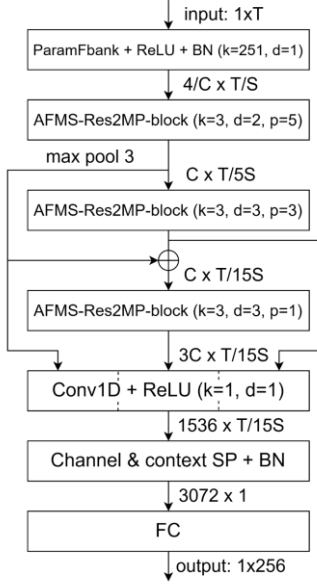 input: 1xT
ParamFbank + ReLU + BN (k=251, d=1)
4/C x T/S
AFMS-Res2MP-block (k=3, d=2, p=5)
max pool 3
C x T/5S
AFMS-Res2MP-block (k=3, d=3, p=3)
C x T/15S
AFMS-Res2MP-block (k=3, d=3, p=1)
3C x T/15S
Conv1D + ReLU (k=1, d=1)
1536 x T/15S
Channel & context SP + BN
3072 x 1
FC
output: 1x256